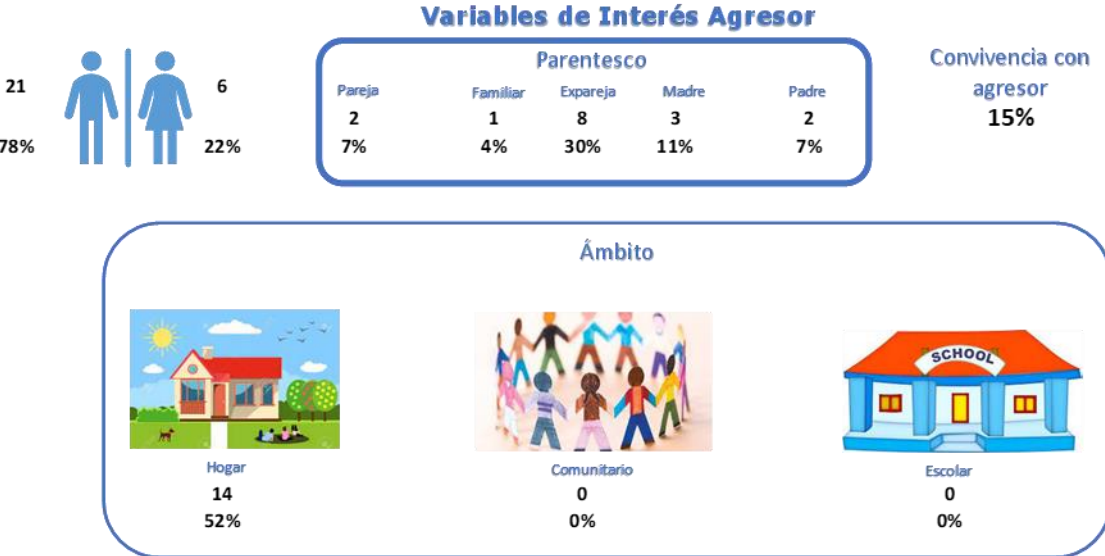 Variables de Interés Agresor
21
6
78%
22%
Parentesco
Pareja Familiar Expareja Madre Padre
2 1 8 3 2
7% 4% 30% 11% 7%
Convivencia con
agresor
15%
Ámbito
SCHOOL
Hogar Comunitario Escolar
14 0 0
52% 0% 0%